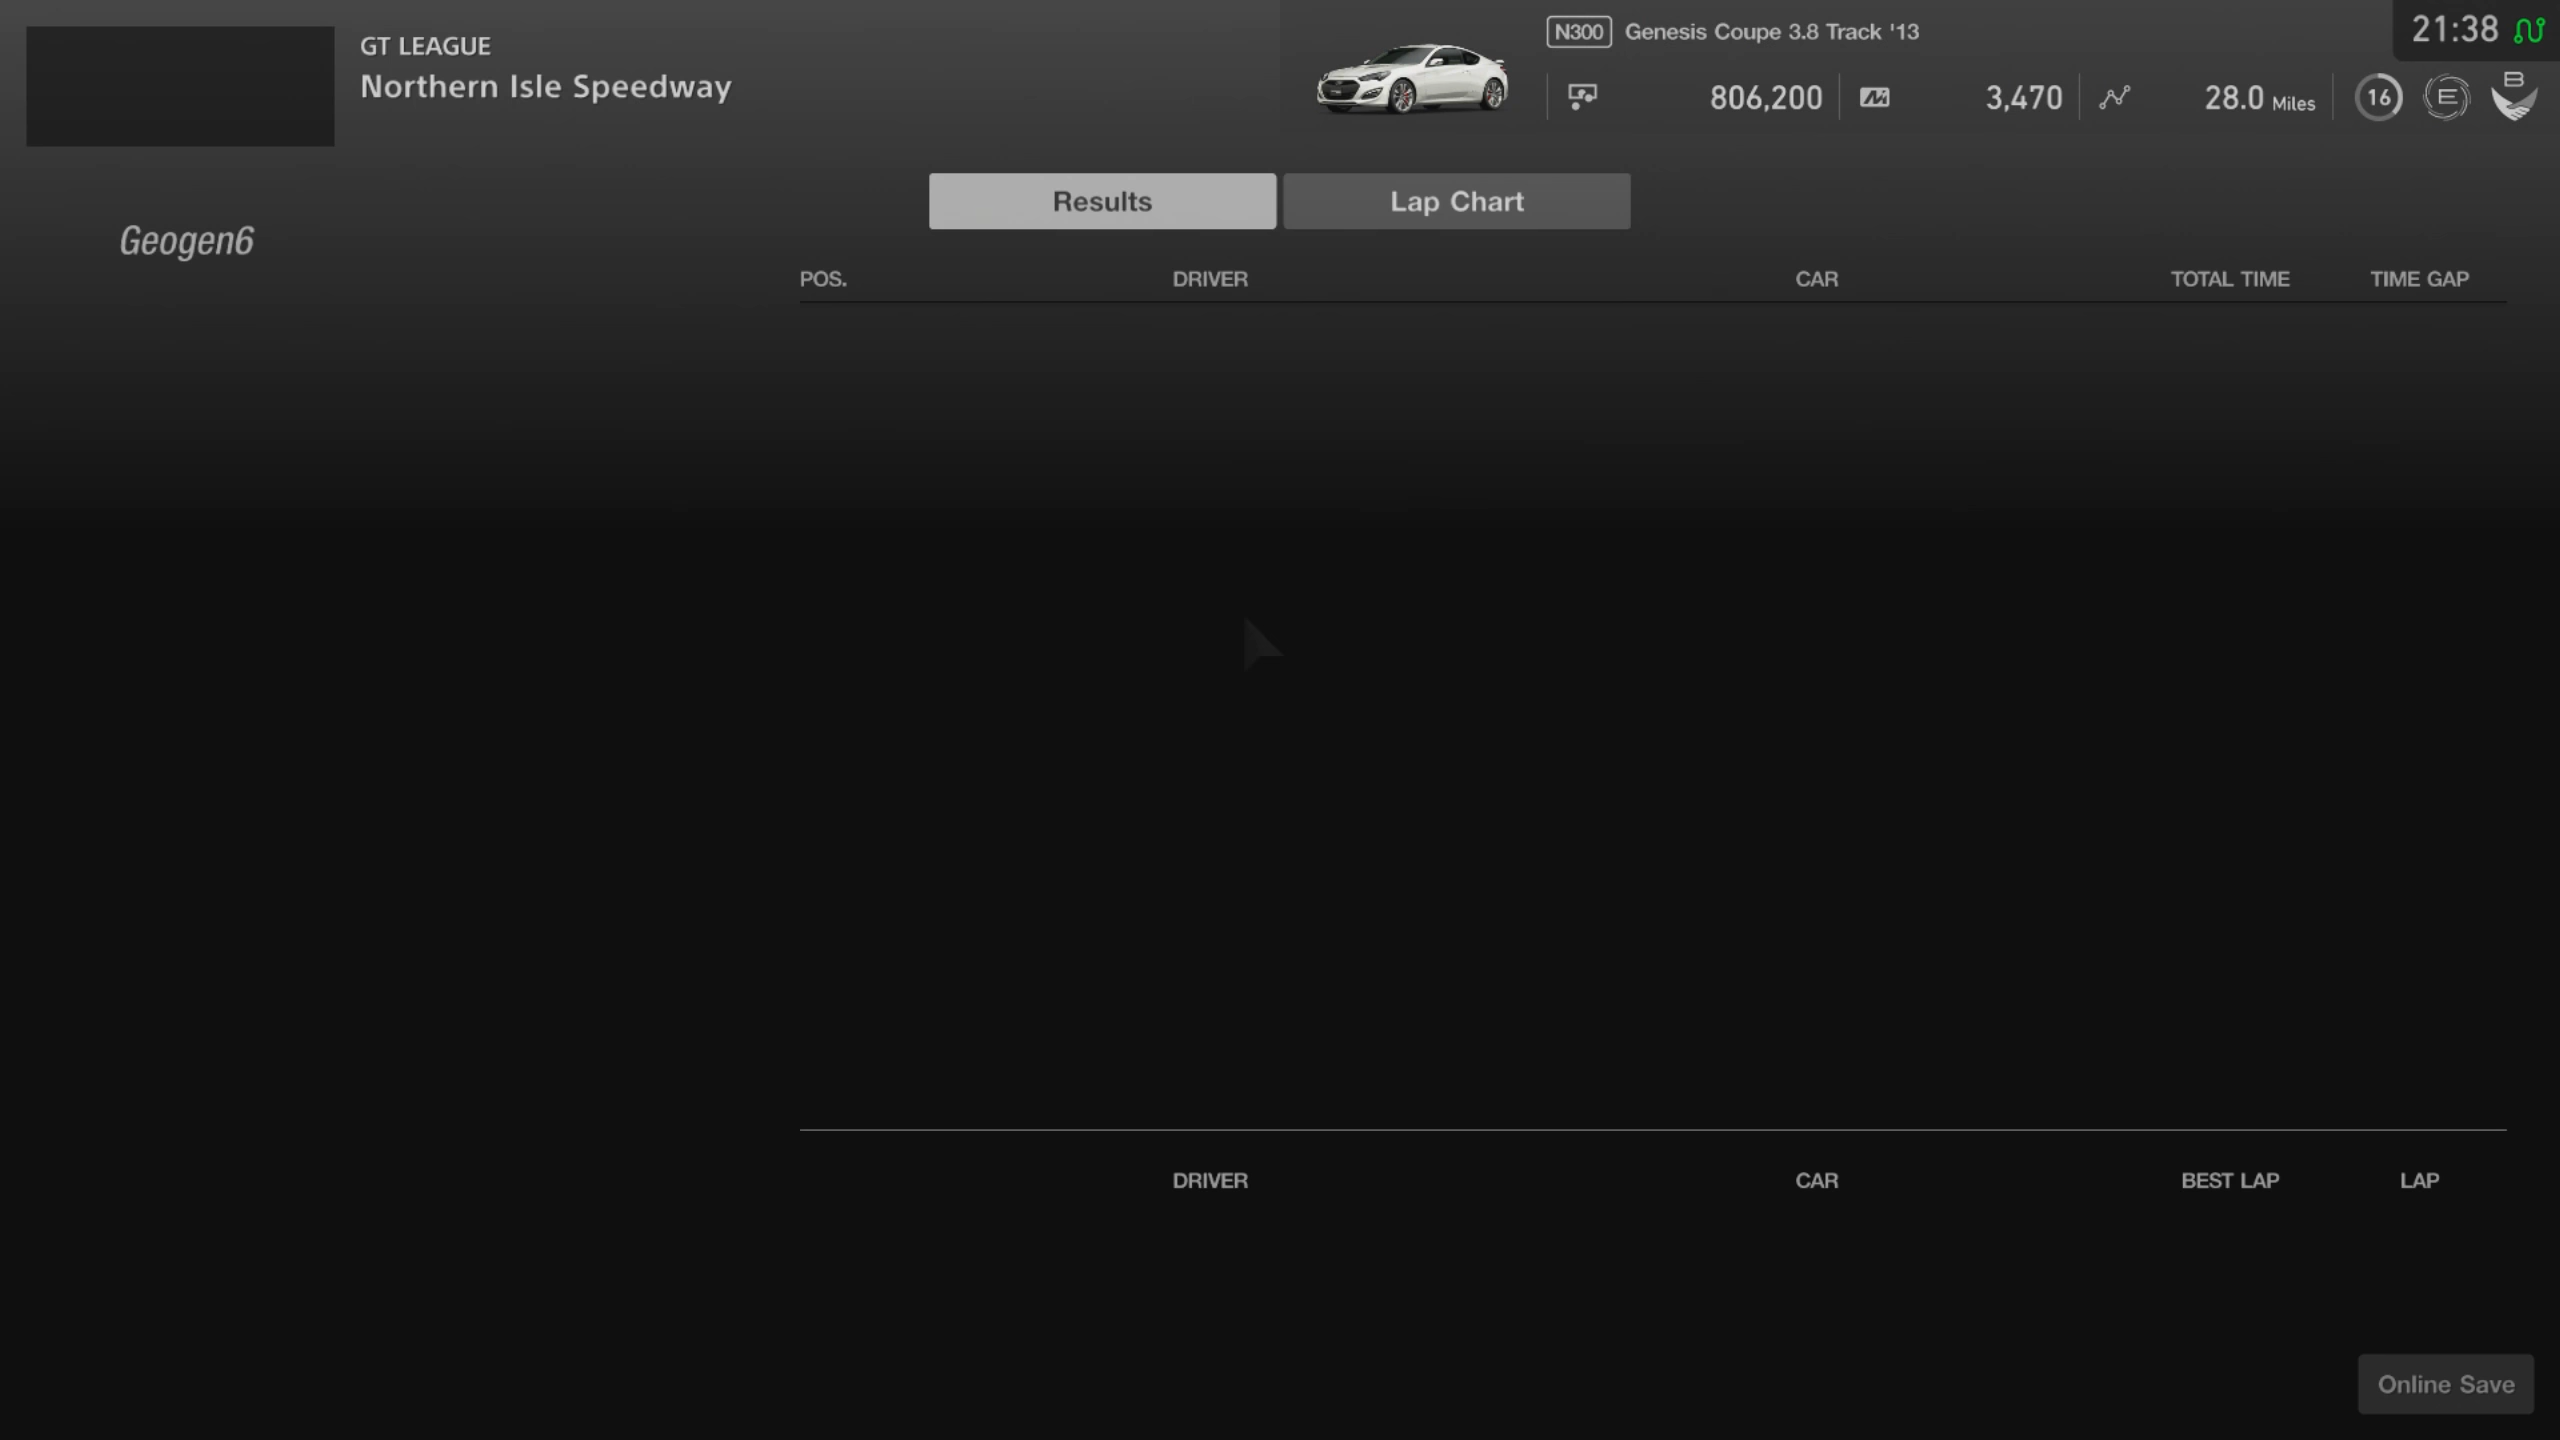 GT LEAGUE
Northern Isle Speedway
N300 Genesis Coupe 3.8 Track '13
21:38
806,200
3,470
28.0 Miles
16
E
B
Results
Lap Chart
Geogen6
POS.
DRIVER
CAR
TOTAL TIME
TIME GAP
DRIVER
CAR
BEST LAP
LAP
Online Save